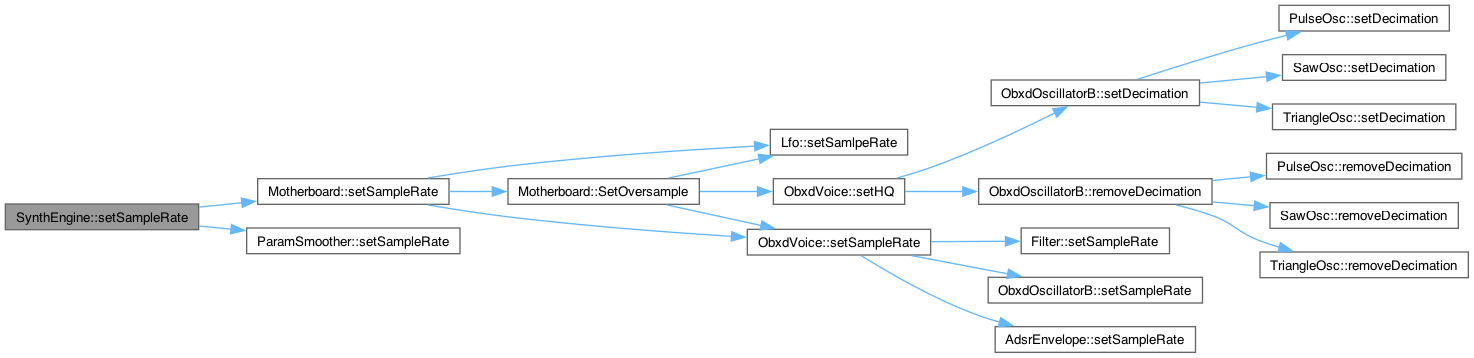 SynthEngine::setSampleRate
Motherboard::setSampleRate
ParamSmoother::setSampleRate
Motherboard::SetOversample
Lfo::setSamlpeRate
ObxdVoice::setHQ
ObxdVoice::setSampleRate
ObxdOscillatorB::setDecimation
ObxdOscillatorB::removeDecimation
Filter::setSampleRate
ObxdOscillatorB::setSampleRate
AdsrEnvelope::setSampleRate
PulseOsc::setDecimation
SawOsc::setDecimation
TriangleOsc::setDecimation
PulseOsc::removeDecimation
SawOsc::removeDecimation
TriangleOsc::removeDecimation